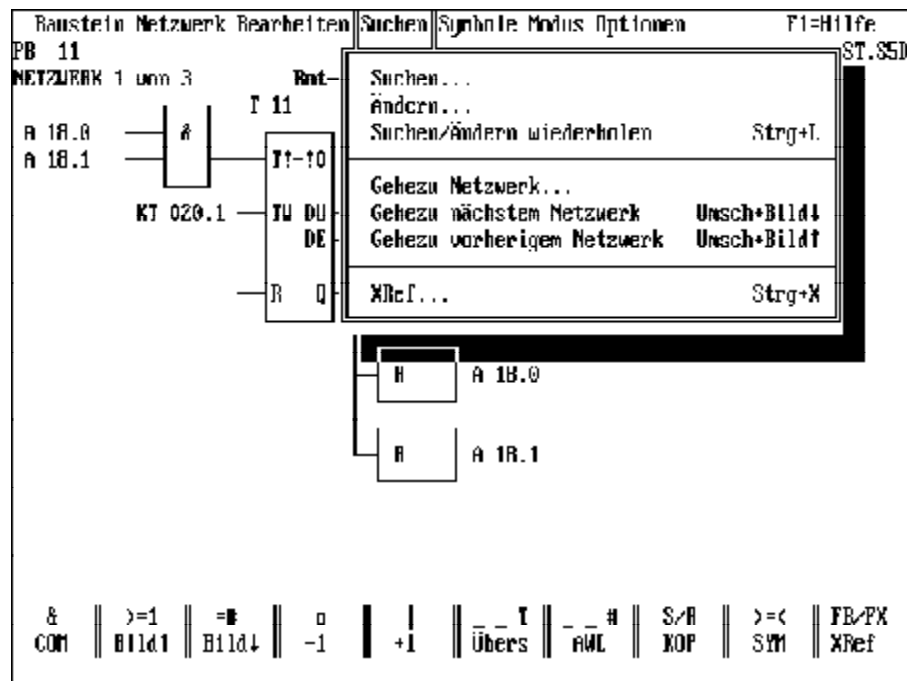 Baustein Netzwerk Bearbeiten Suchen Symbole Modus Optionen F1=Hilfe
PB 11 ST.S5D
NETZWERK 1 von 3
T 11
Suchen...
Ändern...
Suchen/Ändern wiederholen Strg+L
A 18.0 &
A 18.1
Gehezu Netzwerk...
KT 020.1 TW DU Gehezu nächstem Netzwerk Umsch+Bild↓
DE Gehezu vorherigem Netzwerk Umsch+Bild↑
R Q XRef... Strg+X
R A 18.0
R A 18.1
& >=1 =# □ | _ _ T _ _ # S/R >=< FB/FX
COM Bild↑ Bild↓ -1 +1 Übers AWL KOP SYM XRef